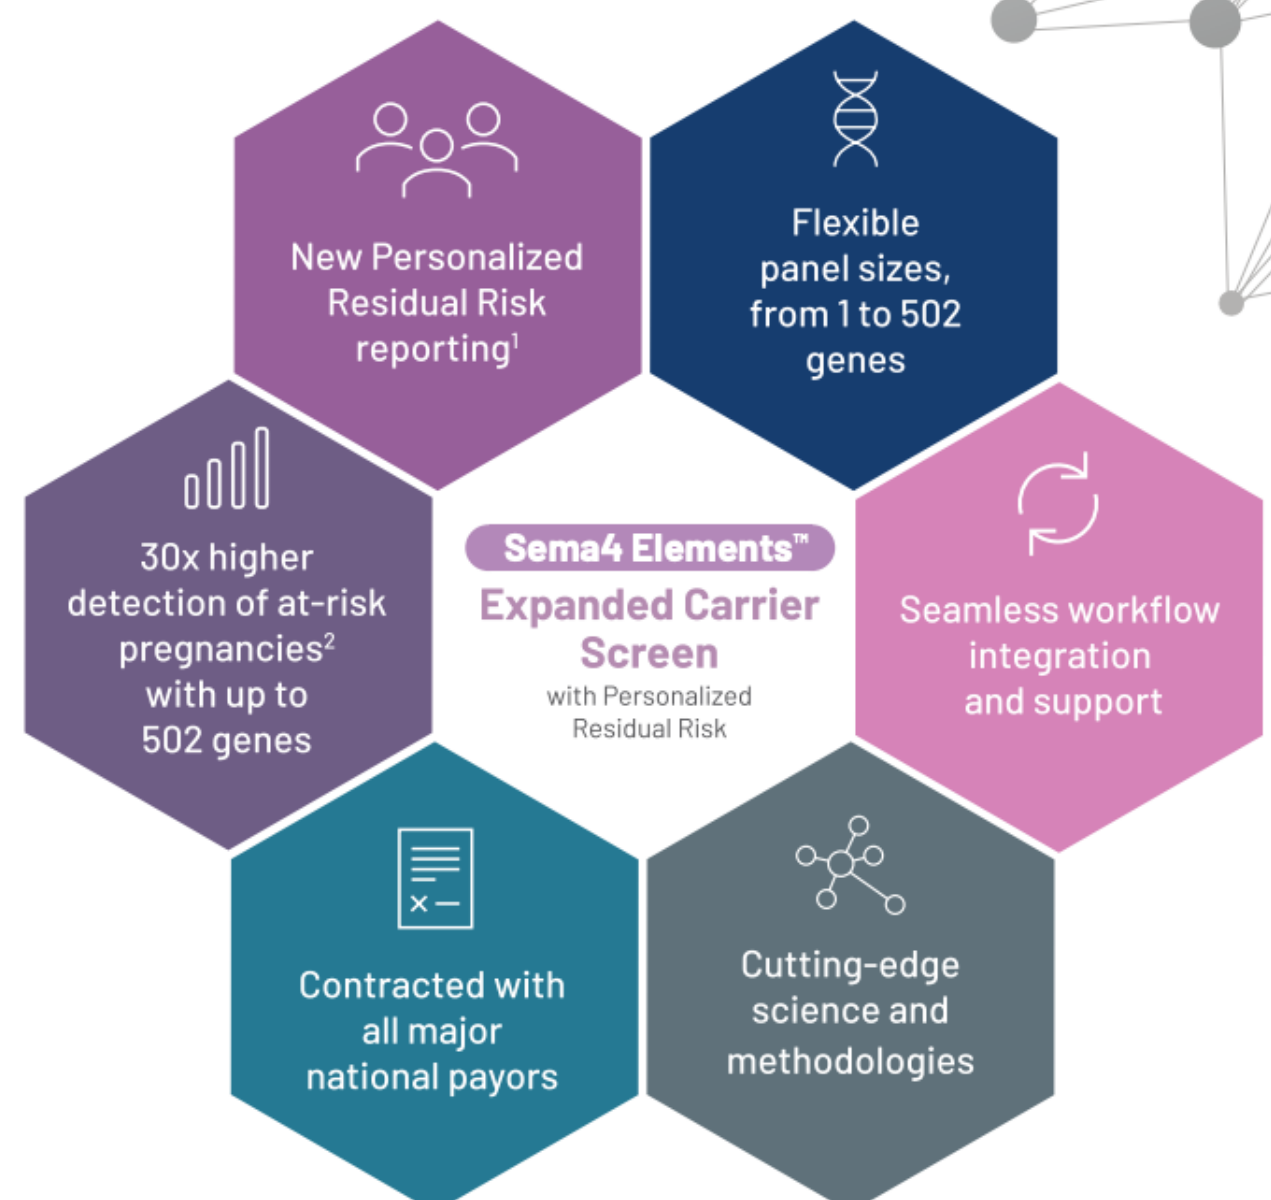 New Personalized
Residual Risk
reporting¹
Flexible
panel sizes,
from 1 to 502
genes
30x higher
detection of at-risk
pregnancies²
with up to
502 genes
Sema4 Elements™
Expanded Carrier
Screen
with Personalized
Residual Risk
Seamless workflow
integration
and support
Contracted with
all major
national payors
Cutting-edge
science and
methodologies